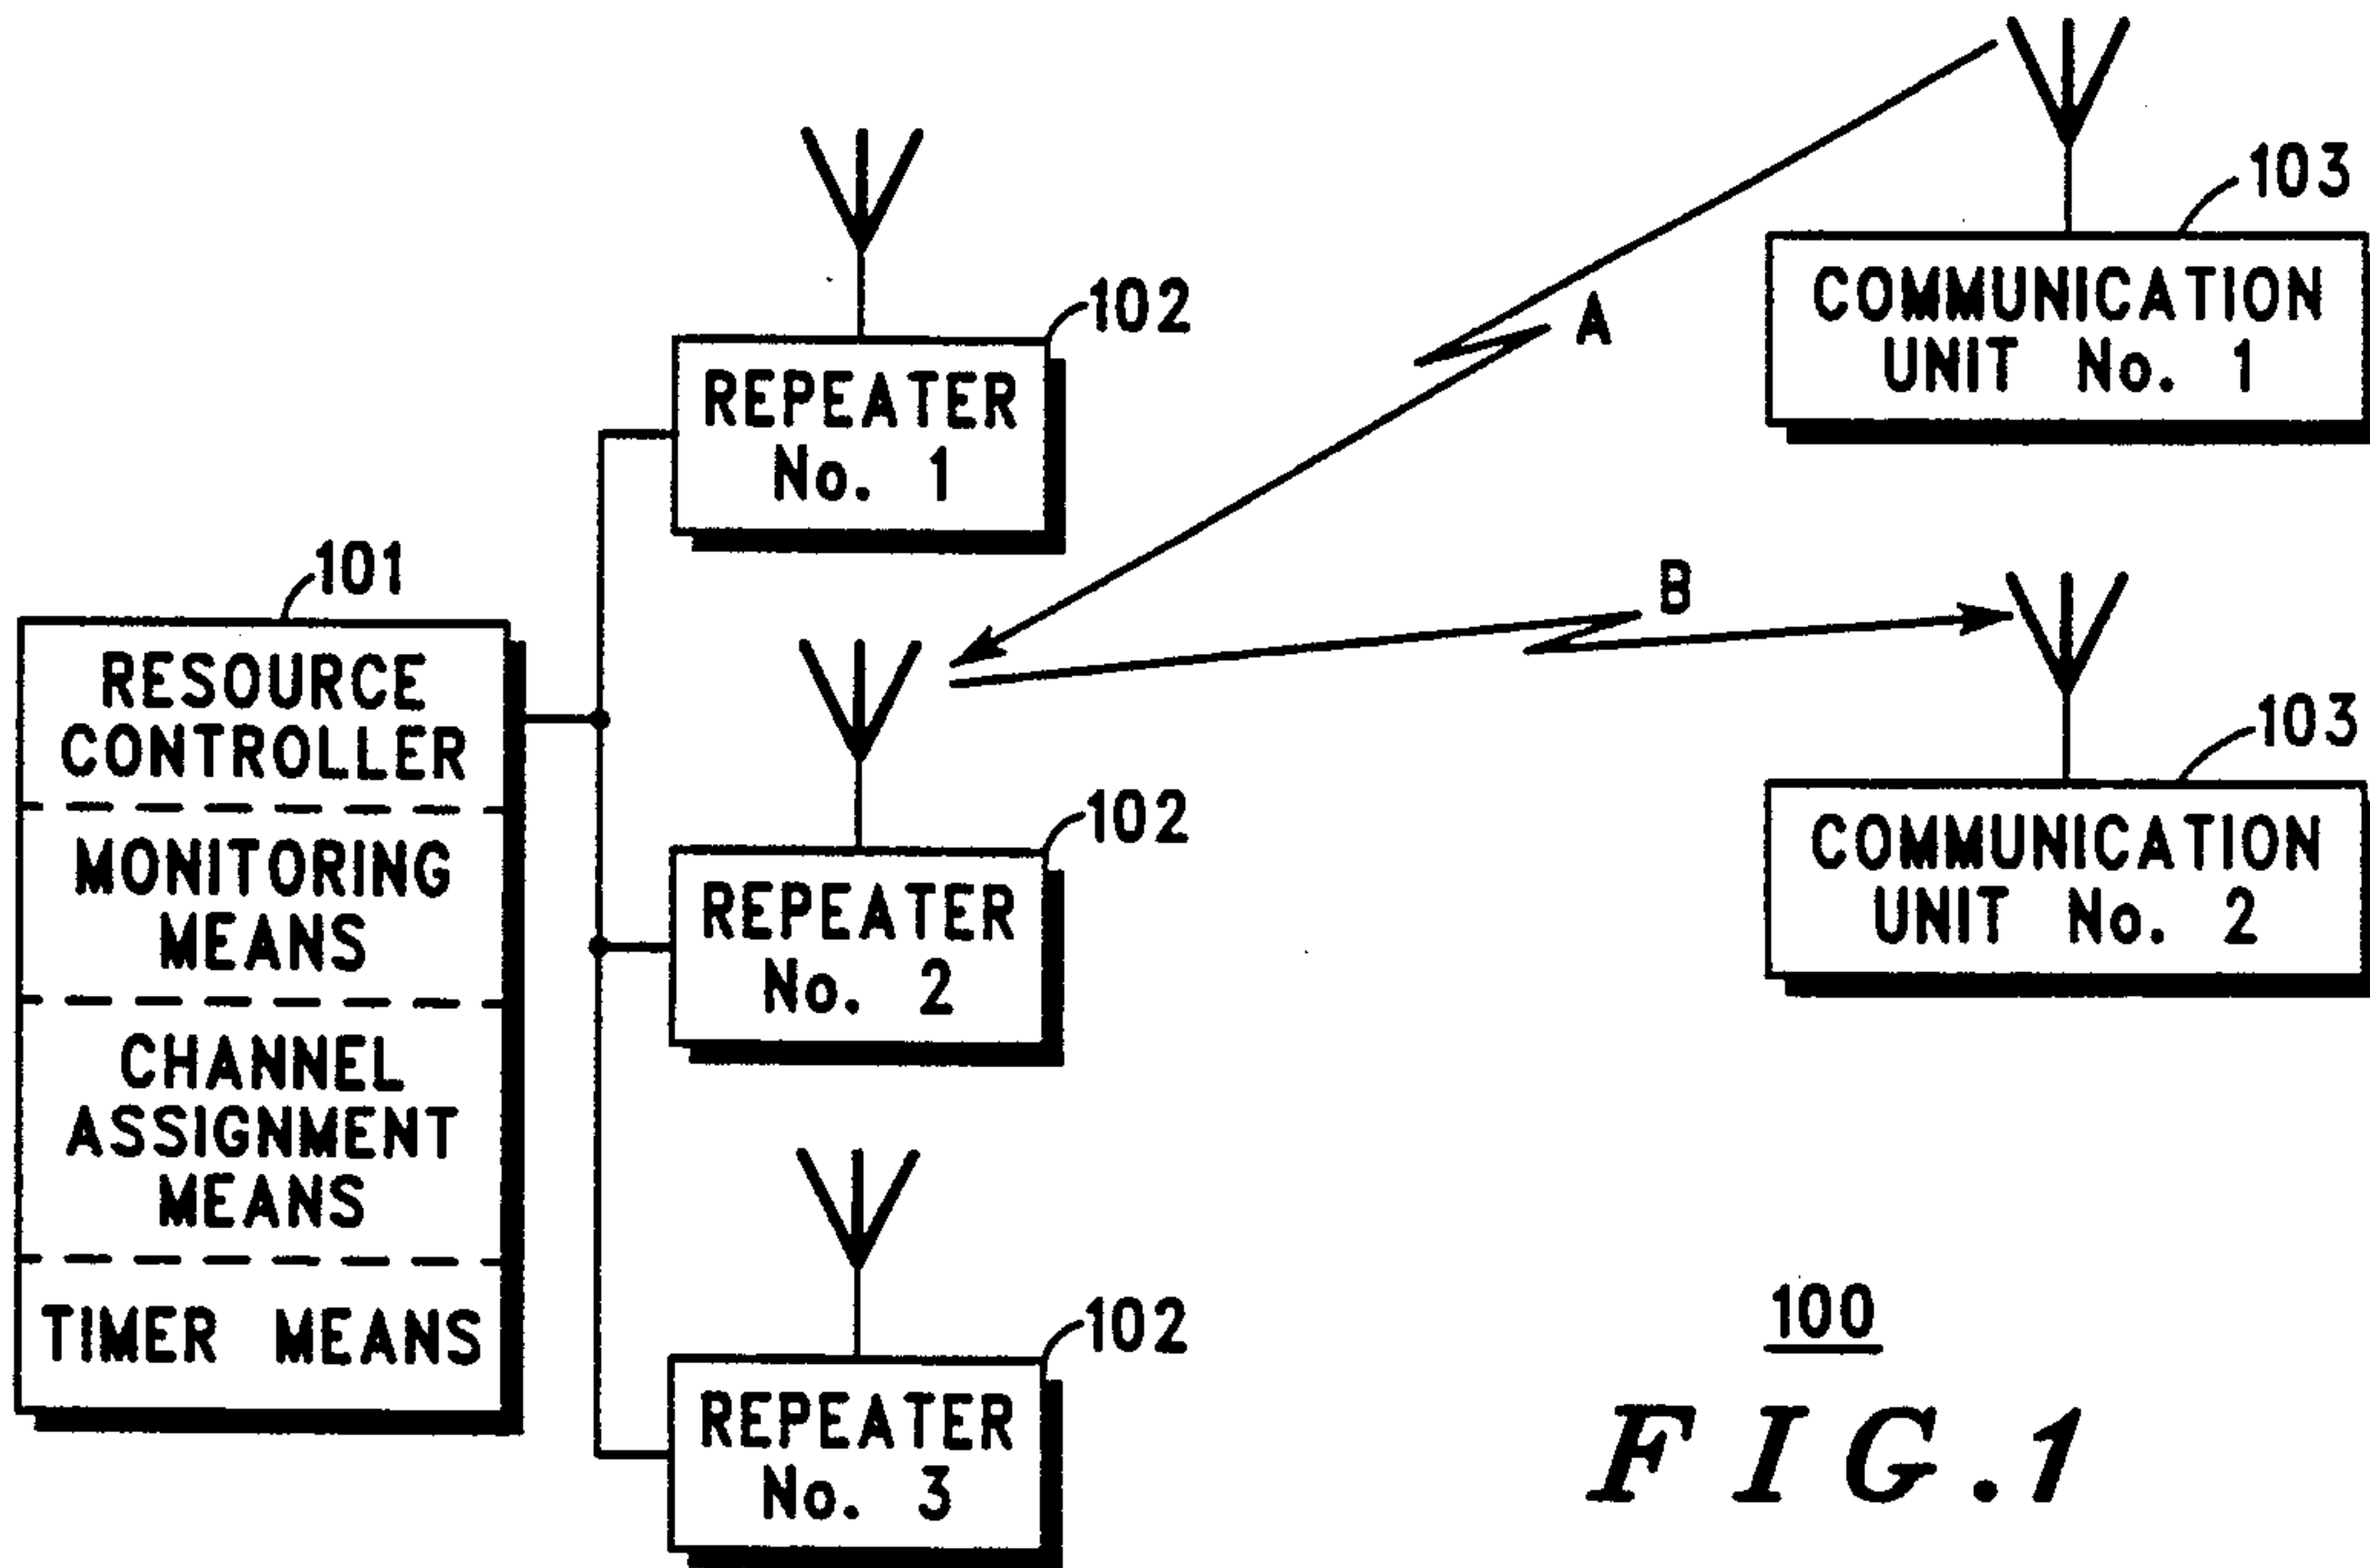 103
COMMUNICATION
UNIT No. 1
A
102
REPEATER
No. 1
101
RESOURCE
CONTROLLER
MONITORING
MEANS
CHANNEL
ASSIGNMENT
MEANS
TIMER MEANS
B
103
COMMUNICATION
UNIT No. 2
102
REPEATER
No. 2
102
REPEATER
No. 3
100
FIG.1